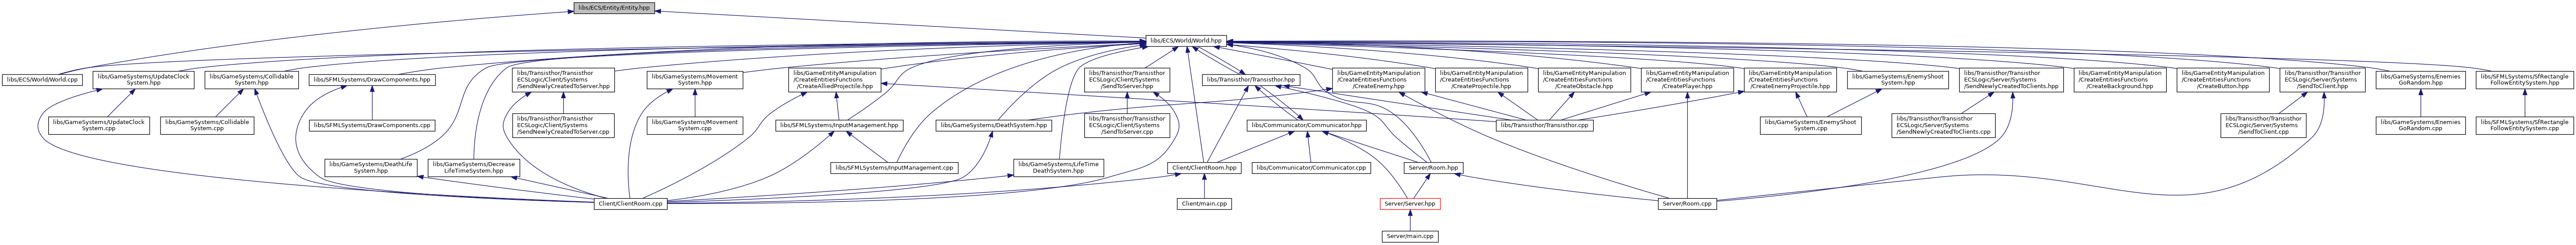 libs/ECS/Entity/Entity.hpp
libs/ECS/World/World.hpp
libs/ECS/World/World.cpp
libs/GameSystems/UpdateClock
System.hpp
libs/GameSystems/Collidable
System.hpp
libs/SFMLSystems/DrawComponents.hpp
libs/Transisthor/Transisthor
ECSLogic/Client/Systems
/SendNewlyCreatedToServer.hpp
libs/GameSystems/Movement
System.hpp
libs/GameEntityManipulation
/CreateEntitiesFunctions
/CreateAlliedProjectile.hpp
libs/Transisthor/Transisthor
ECSLogic/Client/Systems
/SendToServer.hpp
libs/Transisthor/Transisthor.hpp
libs/GameEntityManipulation
/CreateEntitiesFunctions
/CreateEnemy.hpp
libs/GameEntityManipulation
/CreateEntitiesFunctions
/CreateProjectile.hpp
libs/GameEntityManipulation
/CreateEntitiesFunctions
/CreateObstacle.hpp
libs/GameEntityManipulation
/CreateEntitiesFunctions
/CreatePlayer.hpp
libs/GameEntityManipulation
/CreateEntitiesFunctions
/CreateEnemyProjectile.hpp
libs/GameSystems/EnemyShoot
System.hpp
libs/Transisthor/Transisthor
ECSLogic/Server/Systems
/SendNewlyCreatedToClients.hpp
libs/GameEntityManipulation
/CreateEntitiesFunctions
/CreateBackground.hpp
libs/GameEntityManipulation
/CreateEntitiesFunctions
/CreateButton.hpp
libs/Transisthor/Transisthor
ECSLogic/Server/Systems
/SendToClient.hpp
libs/GameSystems/Enemies
GoRandom.hpp
libs/SFMLSystems/SfRectangle
FollowEntitySystem.hpp
libs/GameSystems/UpdateClock
System.cpp
libs/GameSystems/Collidable
System.cpp
libs/SFMLSystems/DrawComponents.cpp
libs/Transisthor/Transisthor
ECSLogic/Client/Systems
/SendNewlyCreatedToServer.cpp
libs/GameSystems/Movement
System.cpp
libs/SFMLSystems/InputManagement.hpp
libs/GameSystems/DeathSystem.hpp
libs/Transisthor/Transisthor
ECSLogic/Client/Systems
/SendToServer.cpp
libs/Communicator/Communicator.hpp
libs/Transisthor/Transisthor.cpp
libs/GameSystems/EnemyShoot
System.cpp
libs/Transisthor/Transisthor
ECSLogic/Server/Systems
/SendNewlyCreatedToClients.cpp
libs/Transisthor/Transisthor
ECSLogic/Server/Systems
/SendToClient.cpp
libs/GameSystems/Enemies
GoRandom.cpp
libs/SFMLSystems/SfRectangle
FollowEntitySystem.cpp
libs/GameSystems/DeathLife
System.hpp
libs/GameSystems/Decrease
LifeTimeSystem.hpp
libs/SFMLSystems/InputManagement.cpp
libs/GameSystems/LifeTime
DeathSystem.hpp
Client/ClientRoom.hpp
libs/Communicator/Communicator.cpp
Server/Room.hpp
Client/ClientRoom.cpp
Client/main.cpp
Server/Server.hpp
Server/Room.cpp
Server/main.cpp